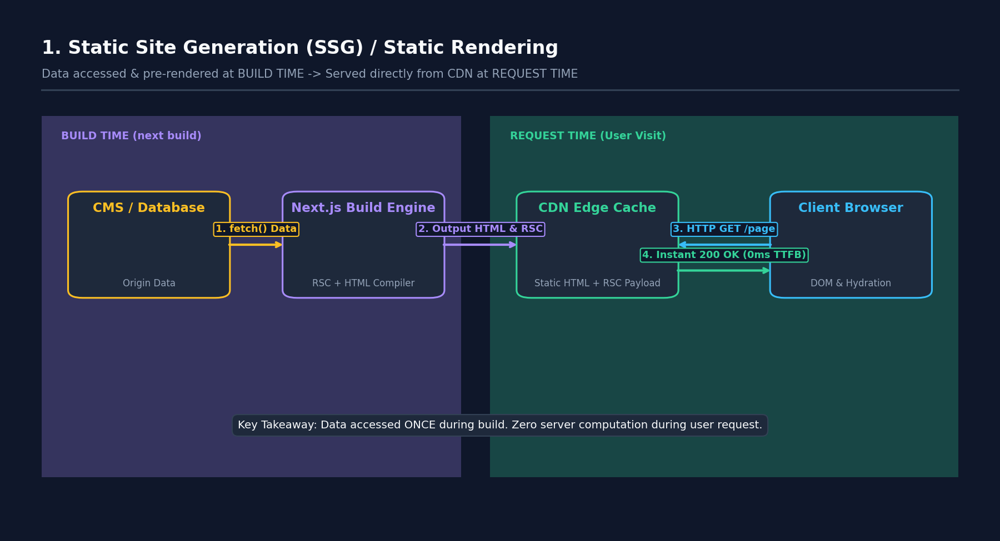 1. Static Site Generation (SSG) / Static Rendering
Data accessed & pre-rendered at BUILD TIME -> Served directly from CDN at REQUEST TIME
BUILD TIME (next build)
REQUEST TIME (User Visit)
CMS / Database
Next.js Build Engine
CDN Edge Cache
Client Browser
1. fetch() Data
2. Output HTML & RSC
3. HTTP GET /page
4. Instant 200 OK (0ms TTFB)
Origin Data
RSC + HTML Compiler
Static HTML + RSC Payload
DOM & Hydration
Key Takeaway: Data accessed ONCE during build. Zero server computation during user request.